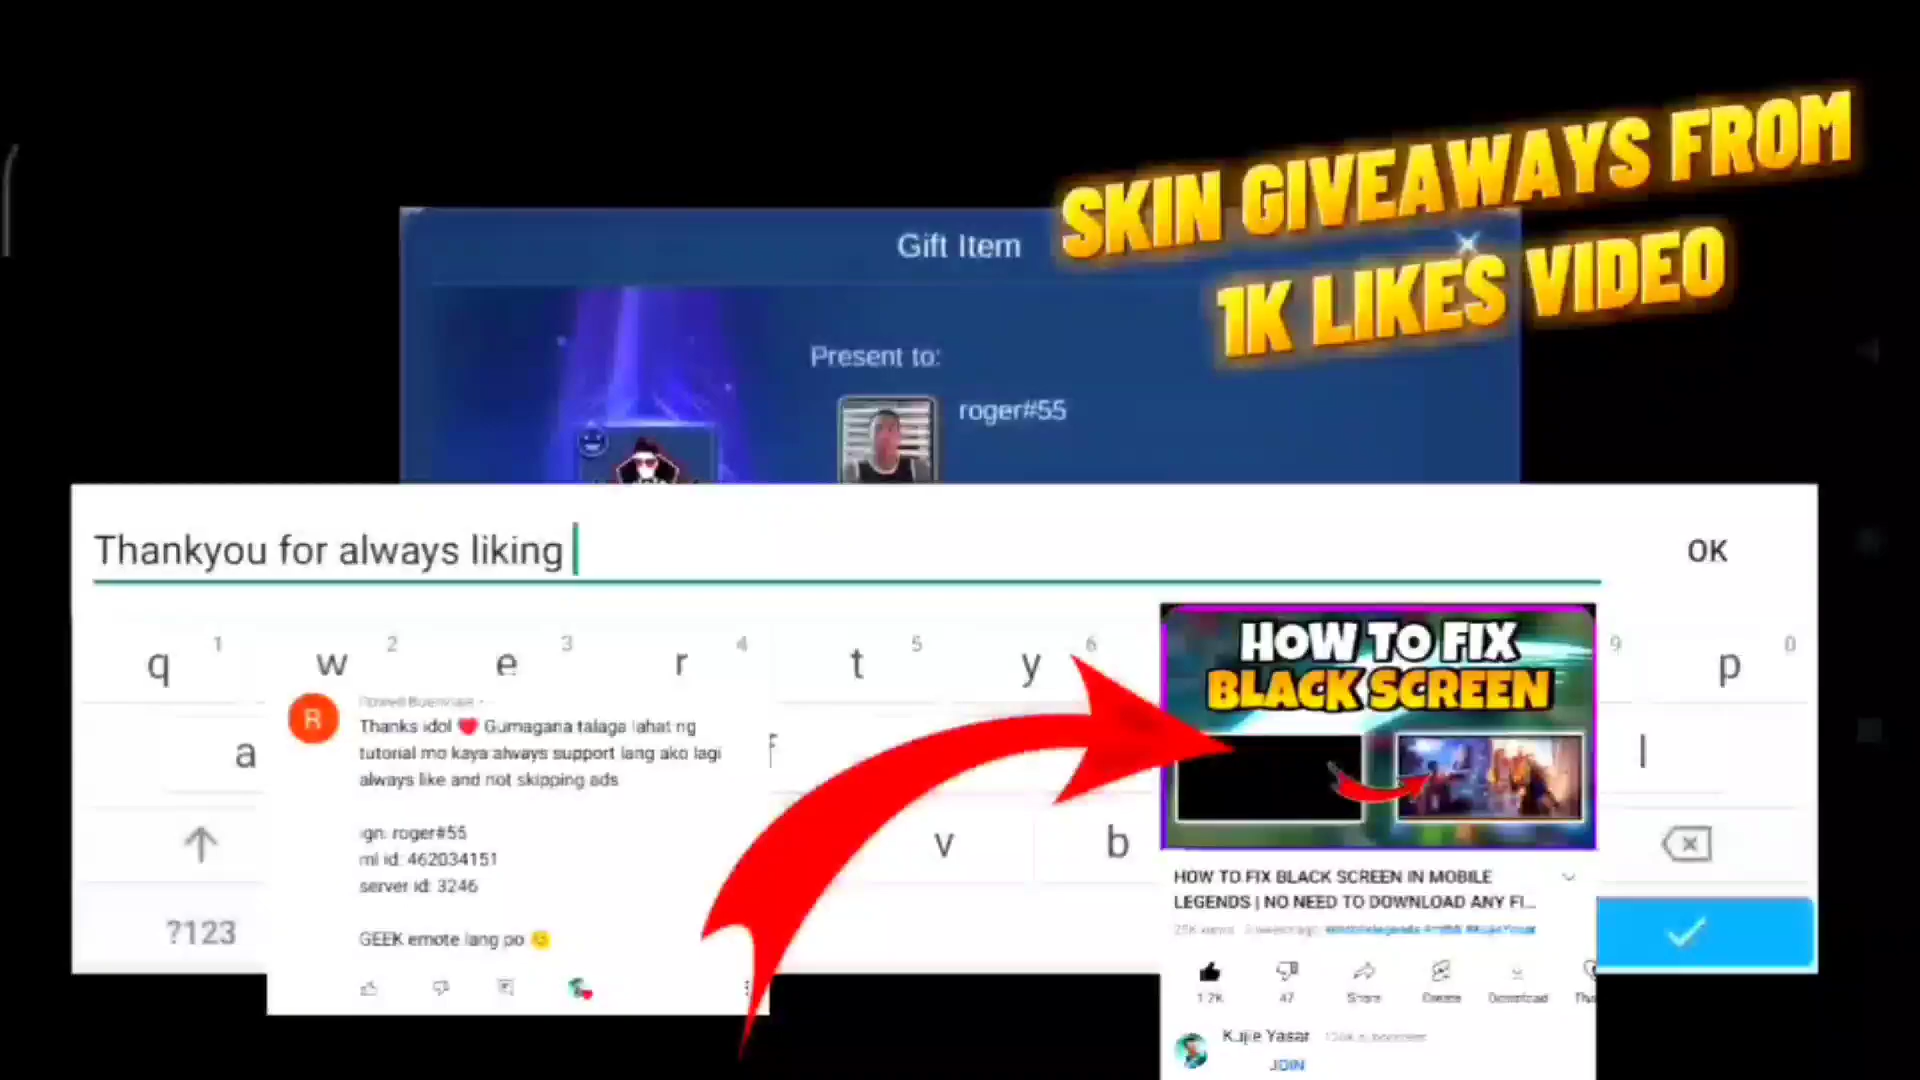 SKIN GIVEAWAYS FROM
1K LIKES VIDEO
Gift Item
Present to:
roger#55
Thankyou for always liking
OK
1 2 3 4 5 6 9 0
q w e r t y p
a f l
v b
?123
R
Thanks idol ❤️ Gumagana talaga lahat ng
tutorial mo kaya always support lang ako lagi
always like and not skipping ads
ign: roger#55
ml id: 462034151
server id: 3246
GEEK emote lang po 😊
HOW TO FIX
BLACK SCREEN
HOW TO FIX BLACK SCREEN IN MOBILE
LEGENDS | NO NEED TO DOWNLOAD ANY FI...
1.2K 47 Share Create Download
Kujie Yasar
JOIN